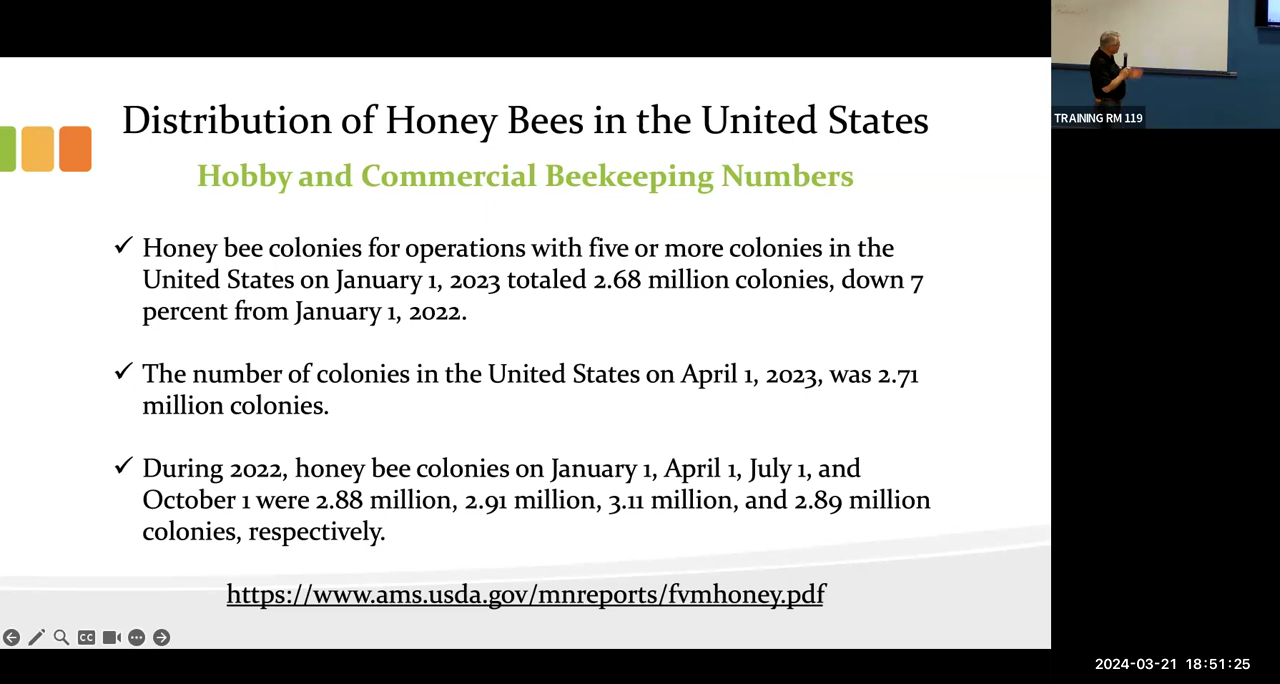 Distribution of Honey Bees in the United States
Hobby and Commercial Beekeeping Numbers
✓ Honey bee colonies for operations with five or more colonies in the
United States on January 1, 2023 totaled 2.68 million colonies, down 7
percent from January 1, 2022.
✓ The number of colonies in the United States on April 1, 2023, was 2.71
million colonies.
✓ During 2022, honey bee colonies on January 1, April 1, July 1, and
October 1 were 2.88 million, 2.91 million, 3.11 million, and 2.89 million
colonies, respectively.
https://www.ams.usda.gov/mnreports/fvmhoney.pdf
CC
TRAINING RM 119
2024-03-21 18:51:25